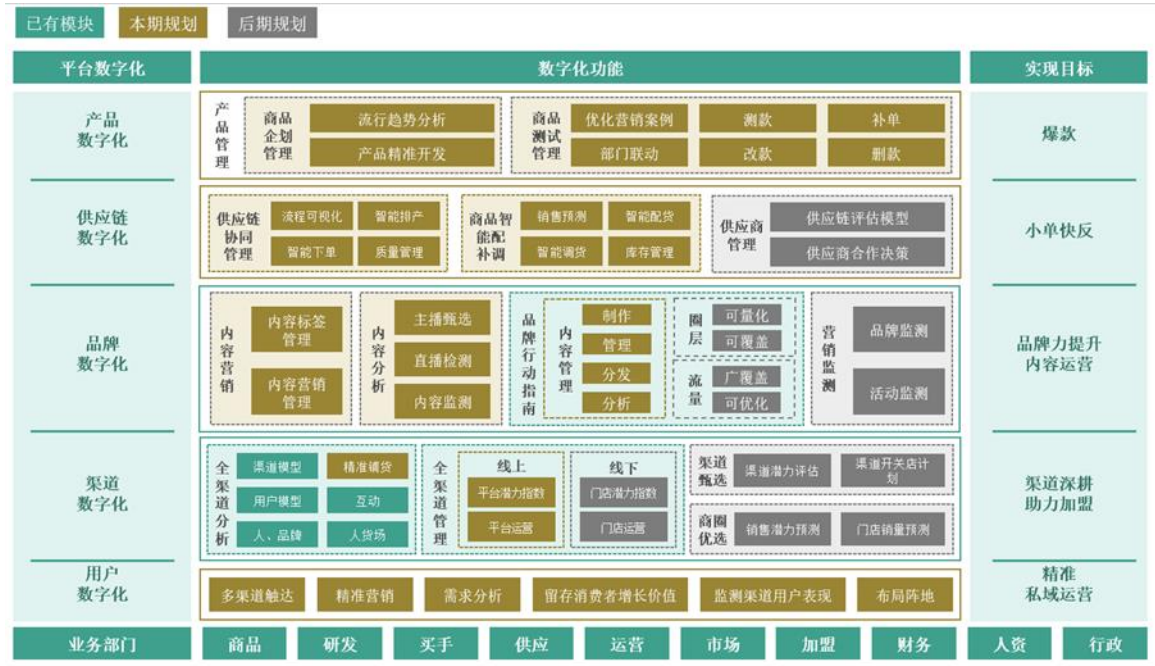 已有模块
本期规划
后期规划
平台数字化
数字化功能
实现目标
产品
数字化
产品管理
商品
企划
管理
流行趋势分析
产品精准开发
商品
测试
管理
优化营销案例
测款
补单
部门联动
改款
删款
爆款
供应链
数字化
供应链
协同
管理
流程可视化
智能排产
智能下单
质量管理
商品智
能配
补调
销售预测
智能配货
智能调货
库存管理
供应商
管理
供应链评估模型
供应商合作决策
小单快反
品牌
数字化
内容营销
内容标签
管理
内容营销
管理
内容分析
主播甄选
直播检测
内容监测
品牌行动指南
内容管理
制作
管理
分发
分析
圈层
可量化
可覆盖
流量
广覆盖
可优化
营销监测
品牌监测
活动监测
品牌力提升
内容运营
渠道
数字化
全渠道分析
渠道模型
精准铺货
用户模型
互动
人、品牌
人货场
全渠道管理
线上
平台潜力指数
平台运营
线下
门店潜力指数
门店运营
渠道
甄选
渠道潜力评估
渠道开关店计
划
商圈
优选
销售潜力预测
门店销量预测
渠道深耕
助力加盟
用户
数字化
多渠道触达
精准营销
需求分析
留存消费者增长价值
监测渠道用户表现
布局阵地
精准
私域运营
业务部门
商品
研发
买手
供应
运营
市场
加盟
财务
人资
行政